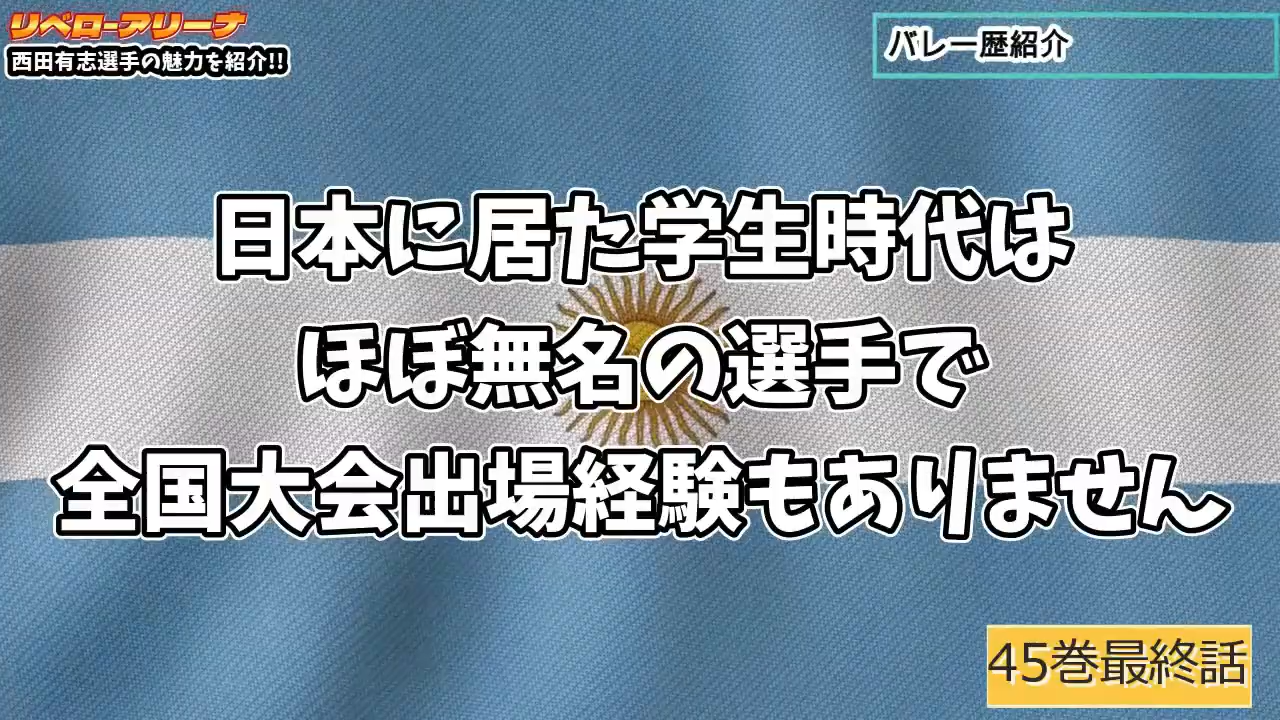 リベローアリーナ
西田有志選手の魅力を紹介!!
バレー歴紹介
日本に居た学生時代は
ほぼ無名の選手で
全国大会出場経験もありません
45巻最終話